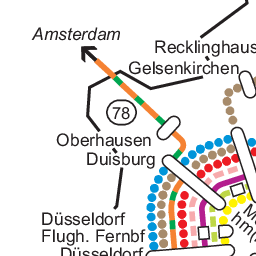 Amsterdam
Recklinghaus
Gelsenkirchen
78
Oberhausen
Duisburg
Düsseldorf
Flugh. Fernbf
Düsseldorf